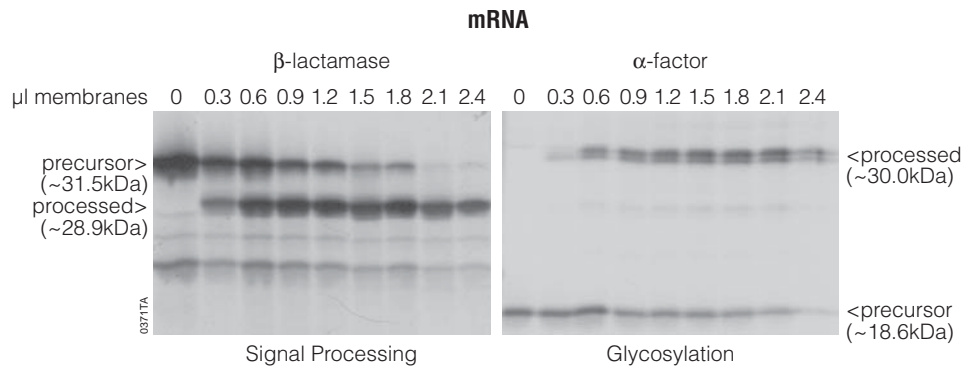 mRNA
β-lactamase
α-factor
µl membranes 0 0.3 0.6 0.9 1.2 1.5 1.8 2.1 2.4
0 0.3 0.6 0.9 1.2 1.5 1.8 2.1 2.4
precursor>
(~31.5kDa)
processed>
(~28.9kDa)
<processed
(~30.0kDa)
<precursor
(~18.6kDa)
0371TA
Signal Processing
Glycosylation